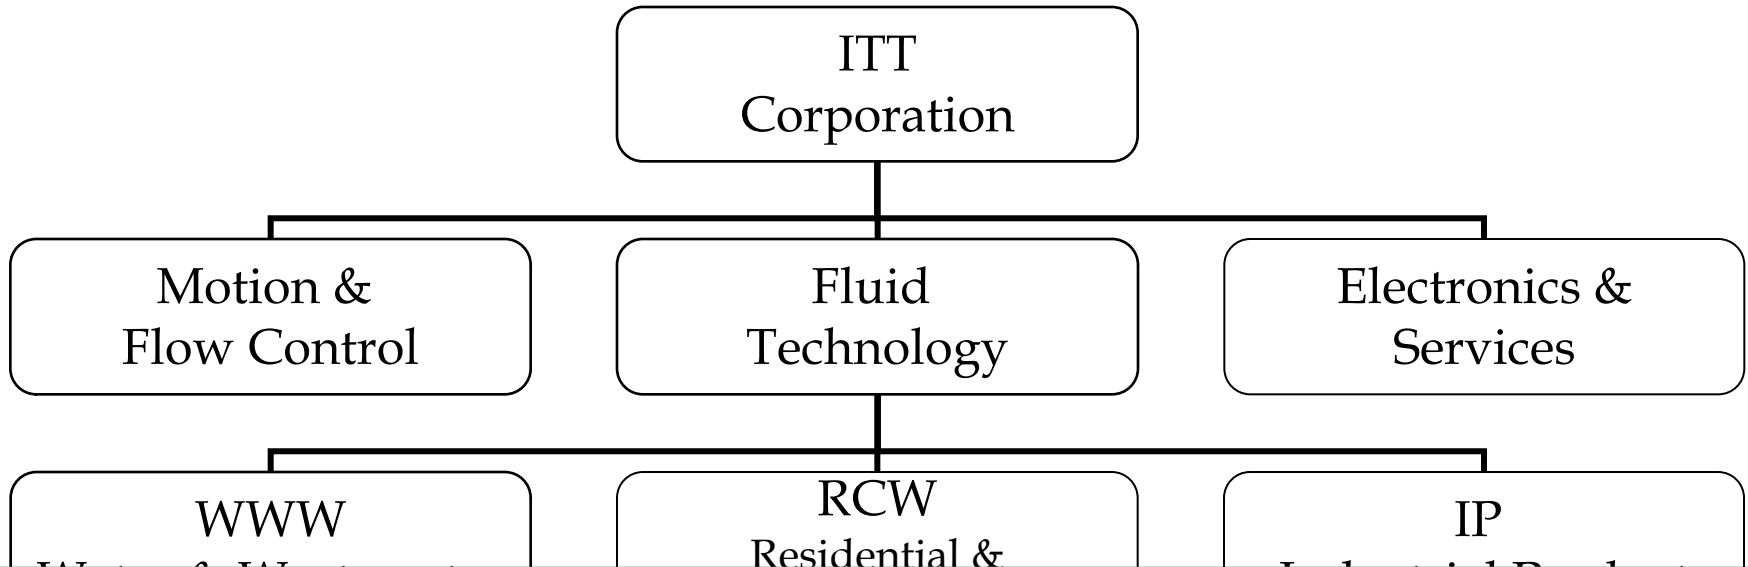 ITT
Corporation
Motion &
Flow Control
Fluid
Technology
Electronics &
Services
WWW
RCW
Residential &
IP